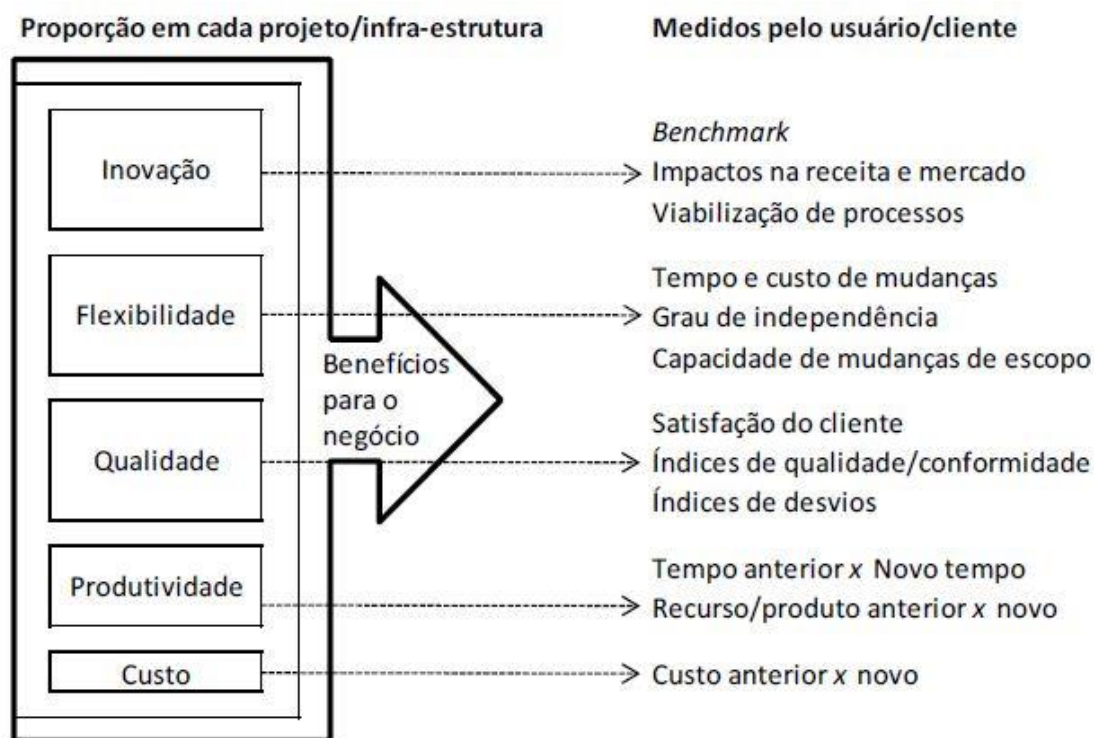 Proporção em cada projeto/infra-estrutura
Medidos pelo usuário/cliente
Inovação
Benchmark
Impactos na receita e mercado
Viabilização de processos
Flexibilidade
Tempo e custo de mudanças
Grau de independência
Capacidade de mudanças de escopo
Benefícios
para o
negócio
Qualidade
Satisfação do cliente
Índices de qualidade/conformidade
Índices de desvios
Produtividade
Tempo anterior x Novo tempo
Recurso/produto anterior x novo
Custo
Custo anterior x novo